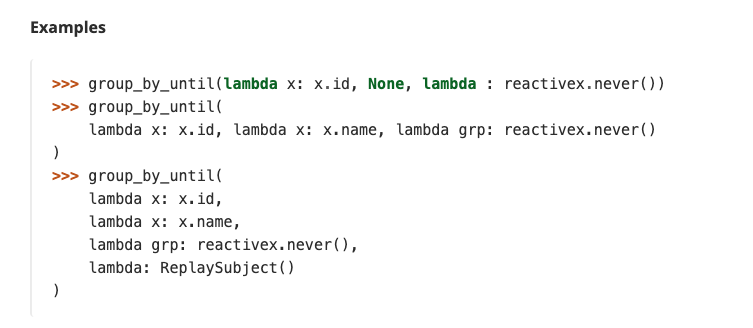 Examples
>>> group_by_until(lambda x: x.id, None, lambda : reactivex.never())
>>> group_by_until(
    lambda x: x.id, lambda x: x.name, lambda grp: reactivex.never()
)
>>> group_by_until(
    lambda x: x.id,
    lambda x: x.name,
    lambda grp: reactivex.never(),
    lambda: ReplaySubject()
)